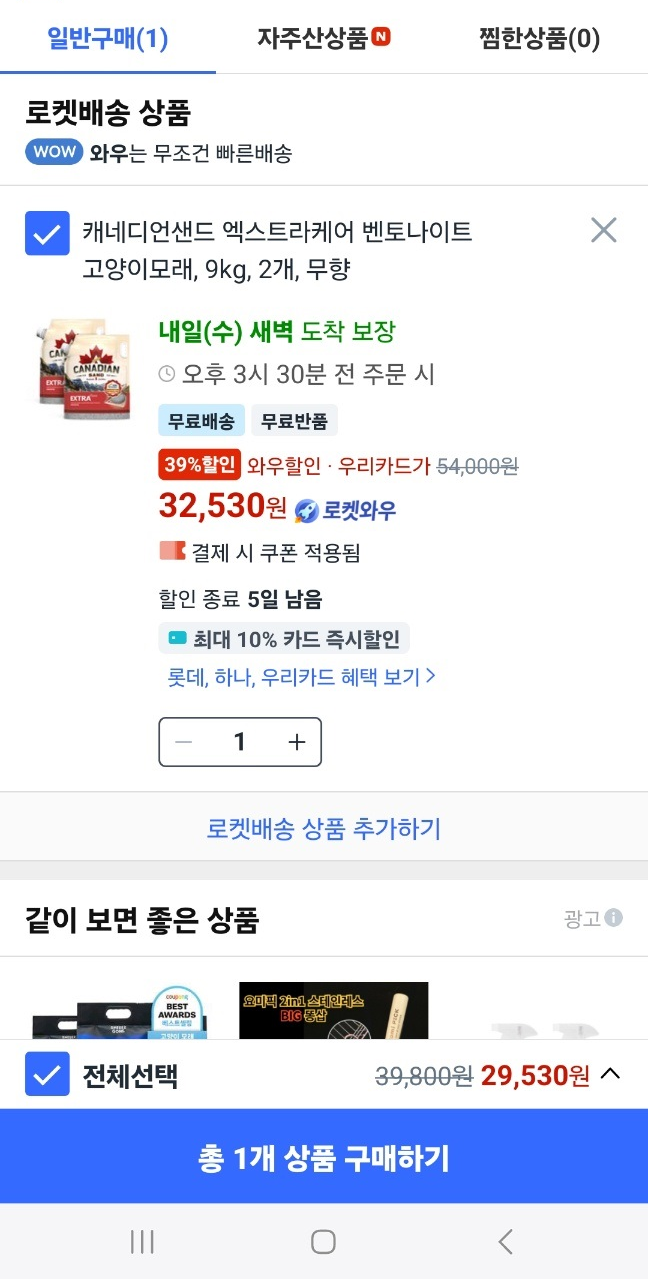 일반구매(1)
자주산상품 N
찜한상품(0)
로켓배송 상품
WOW 와우는 무조건 빠른배송
캐네디언샌드 엑스트라케어 벤토나이트
고양이모래, 9kg, 2개, 무향
CANADIAN
SAND
EXTRA
내일(수) 새벽 도착 보장
오후 3시 30분 전 주문 시
무료배송 무료반품
39%할인 와우할인 · 우리카드가 54,000원
32,530원 로켓와우
결제 시 쿠폰 적용됨
할인 종료 5일 남음
최대 10% 카드 즉시할인
롯데, 하나, 우리카드 혜택 보기 >
− 1 +
로켓배송 상품 추가하기
같이 보면 좋은 상품
광고
coupang
BEST
AWARDS
베스트셀링
고양이 모래
요미픽 2in1 스테인레스
BIG 똥삽
전체선택
39,800원 29,530원
총 1개 상품 구매하기